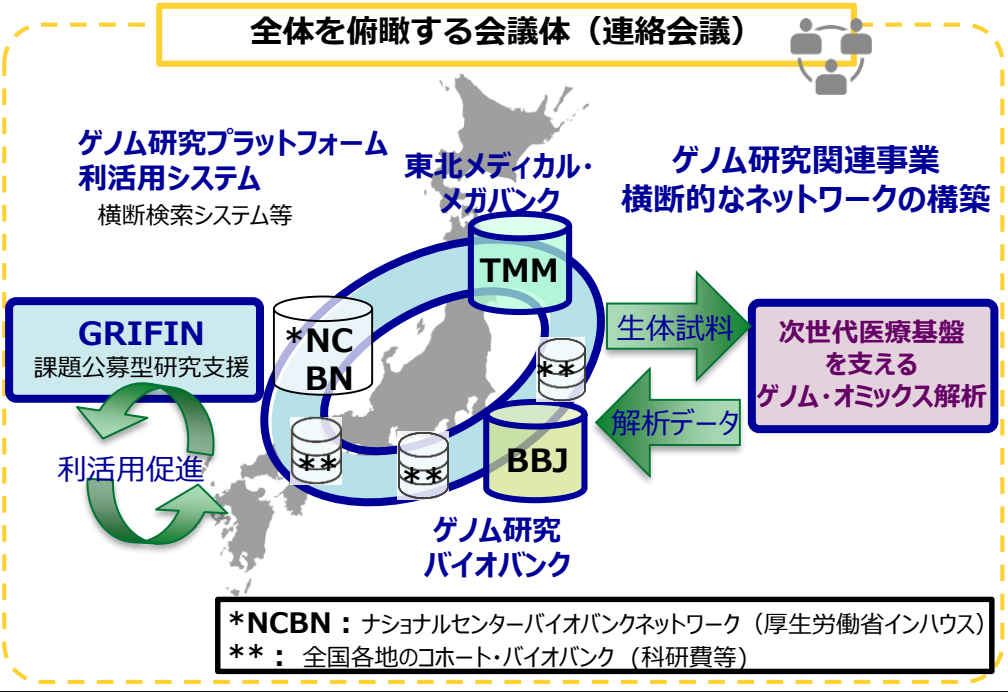 全体を俯瞰する会議体（連絡会議）
ゲノム研究プラットフォーム
利活用システム
横断検索システム等
東北メディカル・
メガバンク
ゲノム研究関連事業
横断的なネットワークの構築
TMM
GRIFIN
課題公募型研究支援
*NC
BN
生体試料
次世代医療基盤
を支える
ゲノム・オミックス解析
**
解析データ
利活用促進
**
**
BBJ
ゲノム研究
バイオバンク
*NCBN：ナショナルセンターバイオバンクネットワーク（厚生労働省インハウス）
**： 全国各地のコホート・バイオバンク（科研費等）